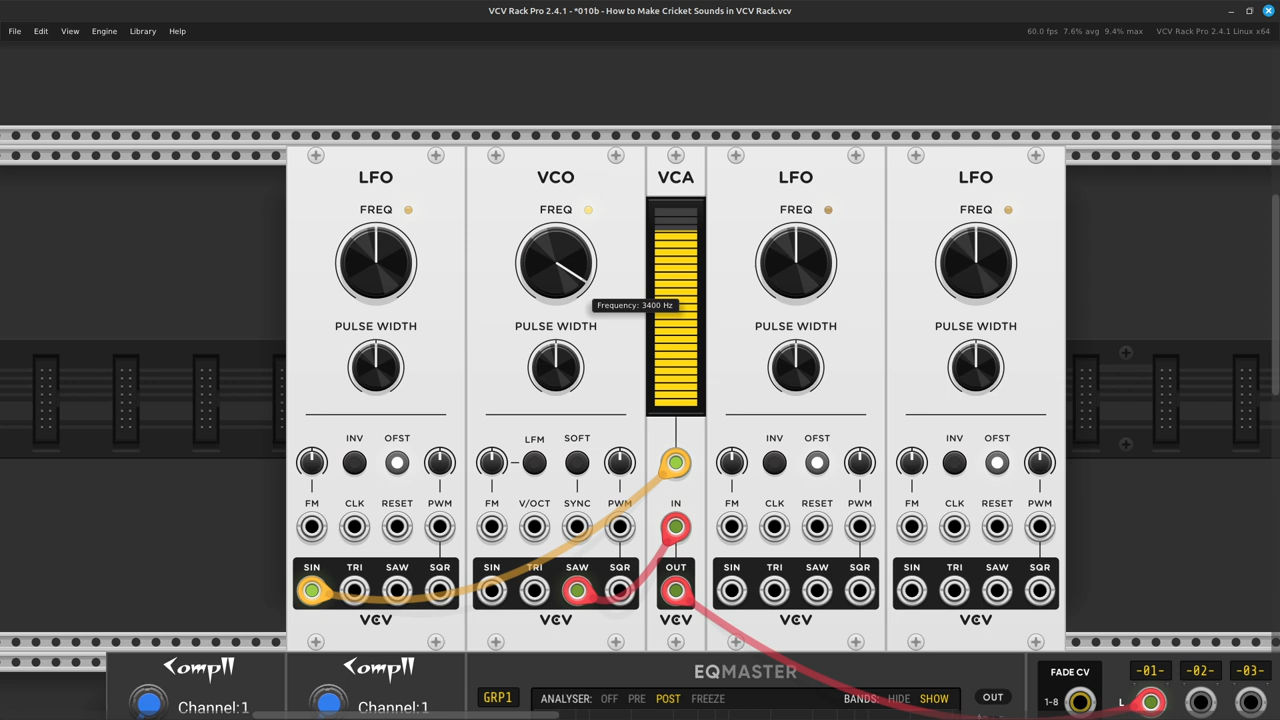 VCV Rack Pro 2.4.1 - *010b - How to Make Cricket Sounds in VCV Rack.vcv
File Edit View Engine Library Help 60.0 fps 7.6% avg 9.4% max VCV Rack Pro 2.4.1 Linux x64
LFO VCO VCA LFO LFO
FREQ FREQ FREQ FREQ
Frequency: 3400 Hz
PULSE WIDTH PULSE WIDTH PULSE WIDTH PULSE WIDTH
INV OFST LFM SOFT INV OFST INV OFST
FM CLK RESET PWM FM V/OCT SYNC PWM IN FM CLK RESET PWM FM CLK RESET PWM
SIN TRI SAW SQR SIN TRI SAW SQR OUT SIN TRI SAW SQR SIN TRI SAW SQR
VCV VCV VCV VCV VCV
CompII CompII EQMASTER FADE CV -01- -02- -03-
GRP1 ANALYSER: OFF PRE POST FREEZE BANDS: HIDE SHOW OUT
Channel:1 Channel:1 1-8 L